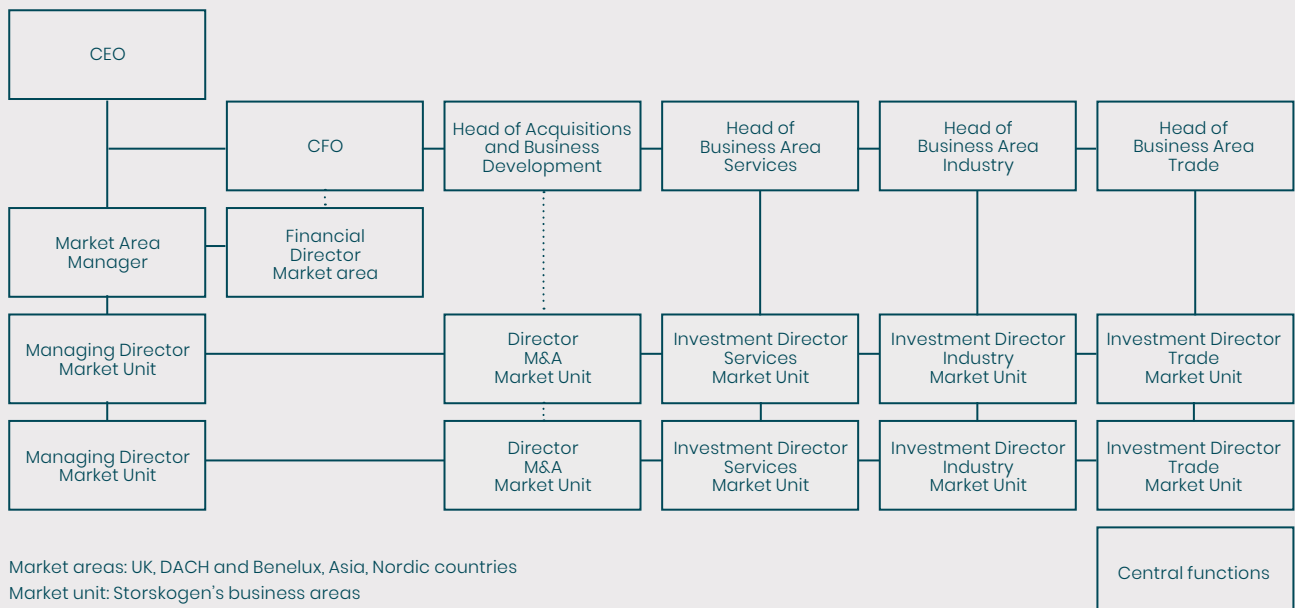 CEO
CFO
Head of Acquisitions
and Business
Development
Head of
Business Area
Services
Head of
Business Area
Industry
Head of
Business Area
Trade
Market Area
Manager
Financial
Director
Market area
Managing Director
Market Unit
Director
M&A
Market Unit
Investment Director
Services
Market Unit
Investment Director
Industry
Market Unit
Investment Director
Trade
Market Unit
Managing Director
Market Unit
Director
M&A
Market Unit
Investment Director
Services
Market Unit
Investment Director
Industry
Market Unit
Investment Director
Trade
Market Unit
Market areas: UK, DACH and Benelux, Asia, Nordic countries
Market unit: Storskogen’s business areas
Central functions